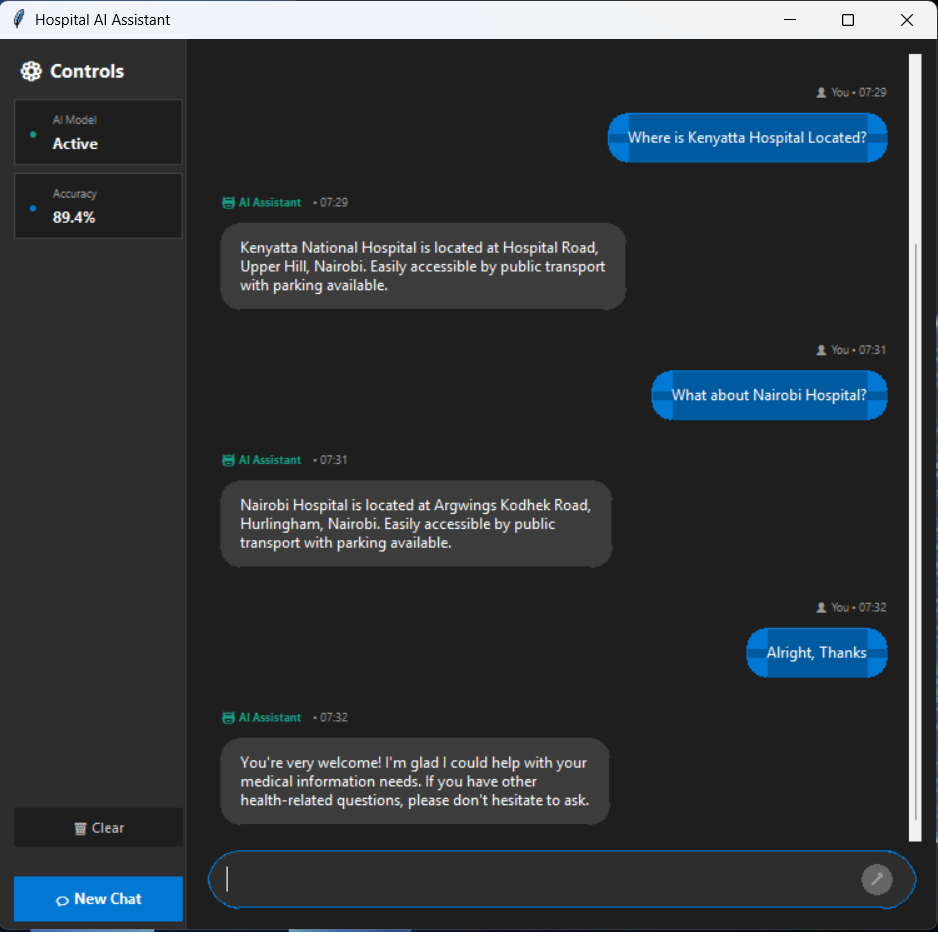 Hospital AI Assistant
Controls
AI Model
Active
Accuracy
89.4%
You • 07:29
Where is Kenyatta Hospital Located?
AI Assistant • 07:29
Kenyatta National Hospital is located at Hospital Road,
Upper Hill, Nairobi. Easily accessible by public transport
with parking available.
You • 07:31
What about Nairobi Hospital?
AI Assistant • 07:31
Nairobi Hospital is located at Argwings Kodhek Road,
Hurlingham, Nairobi. Easily accessible by public
transport with parking available.
You • 07:32
Alright, Thanks
AI Assistant • 07:32
You're very welcome! I'm glad I could help with your
medical information needs. If you have other
health-related questions, please don't hesitate to ask.
Clear
New Chat